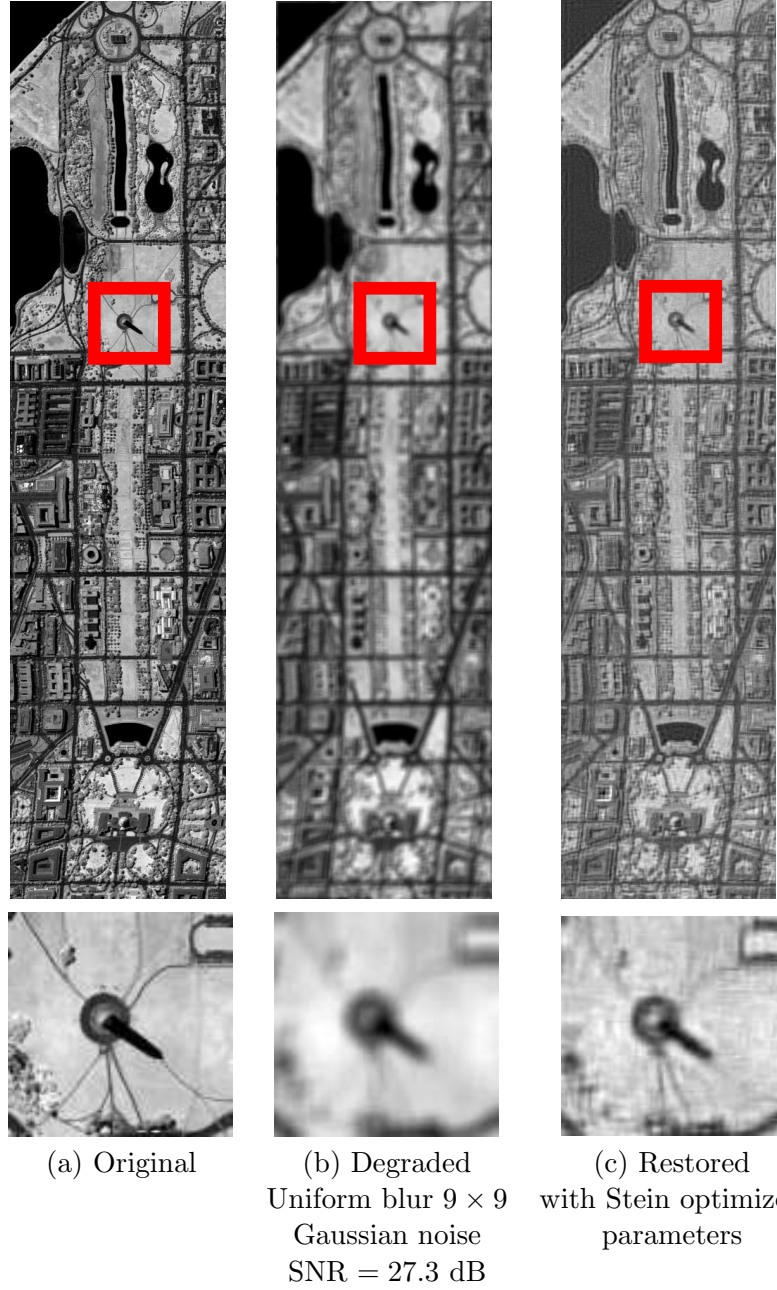 (a) Original
(b) Degraded
Uniform blur 9 × 9
Gaussian noise
SNR = 27.3 dB
(c) Restored
with Stein optimize
parameters